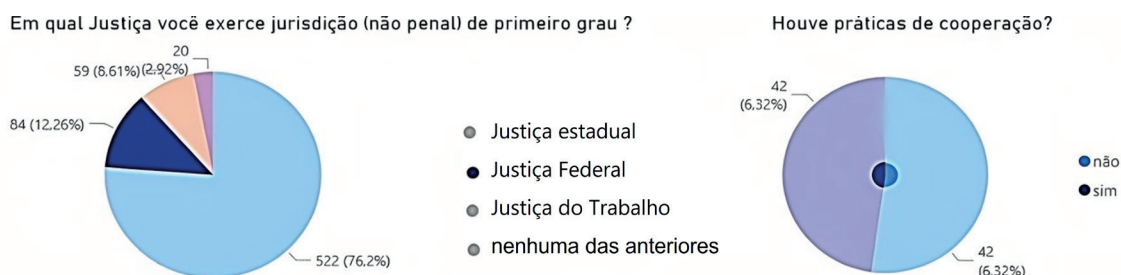 Em qual Justiça você exerce jurisdição (não penal) de primeiro grau ?
20
(2,92%)
59 (8,61%)
84 (12,26%)
522 (76,2%)
Justiça estadual
Justiça Federal
Justiça do Trabalho
nenhuma das anteriores
Houve práticas de cooperação?
42
(6,32%)
42
(6,32%)
não
sim